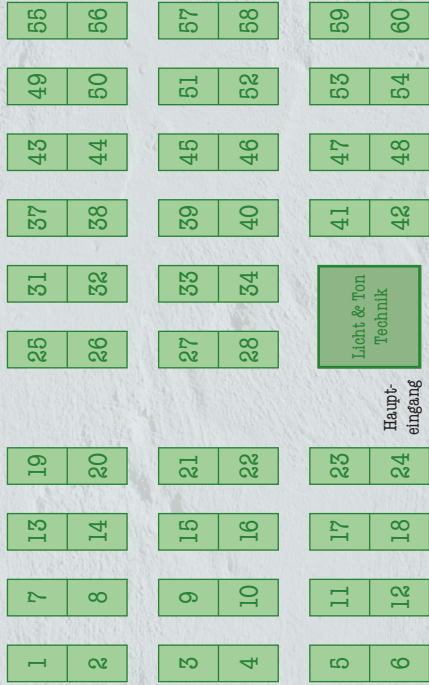 1 7 13 19 25 31 37 43 49 55
2 8 14 20 26 32 38 44 50 56
3 9 15 21 27 33 39 45 51 57
4 10 16 22 28 34 40 46 52 58
5 11 17 23 41 47 53 59
Licht & Ton
Technik
6 12 18 24 42 48 54 60
Haupt-
eingang